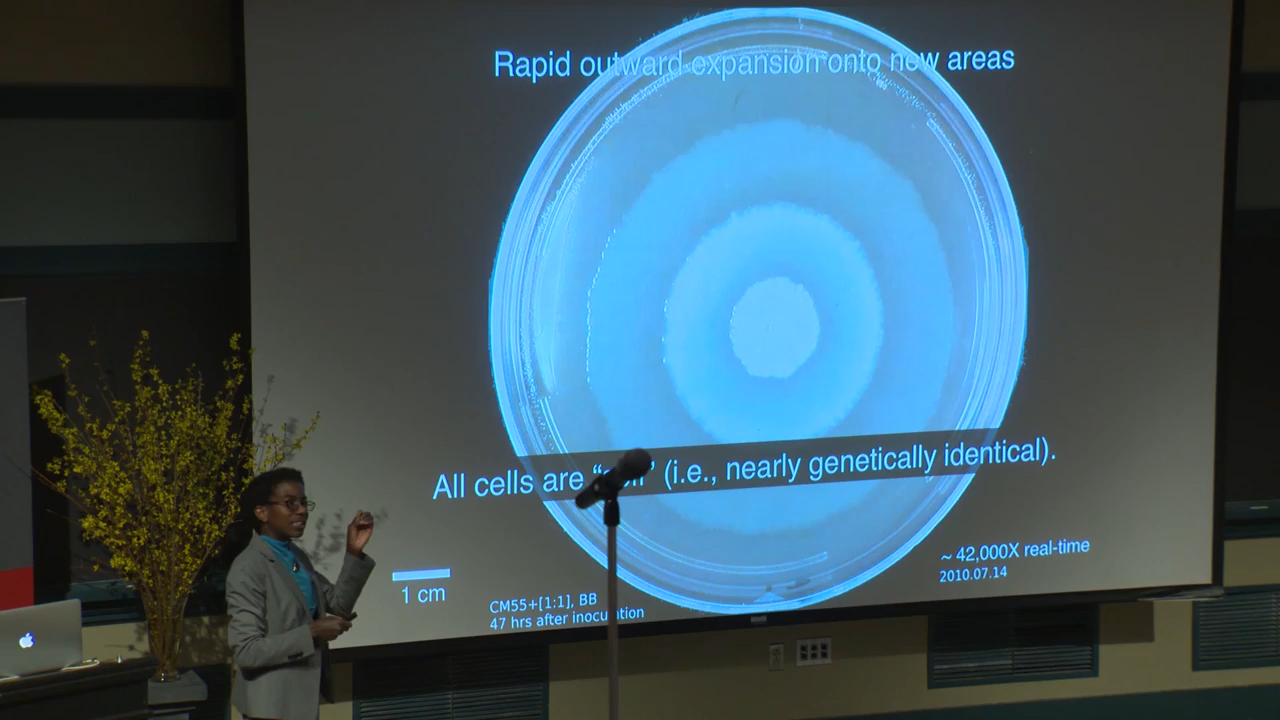 Rapid outward expansion onto new areas
All cells are “ ” (i.e., nearly genetically identical).
~ 42,000X real-time
2010.07.14
1 cm
CM55+[1:1], BB
47 hrs after inoculation